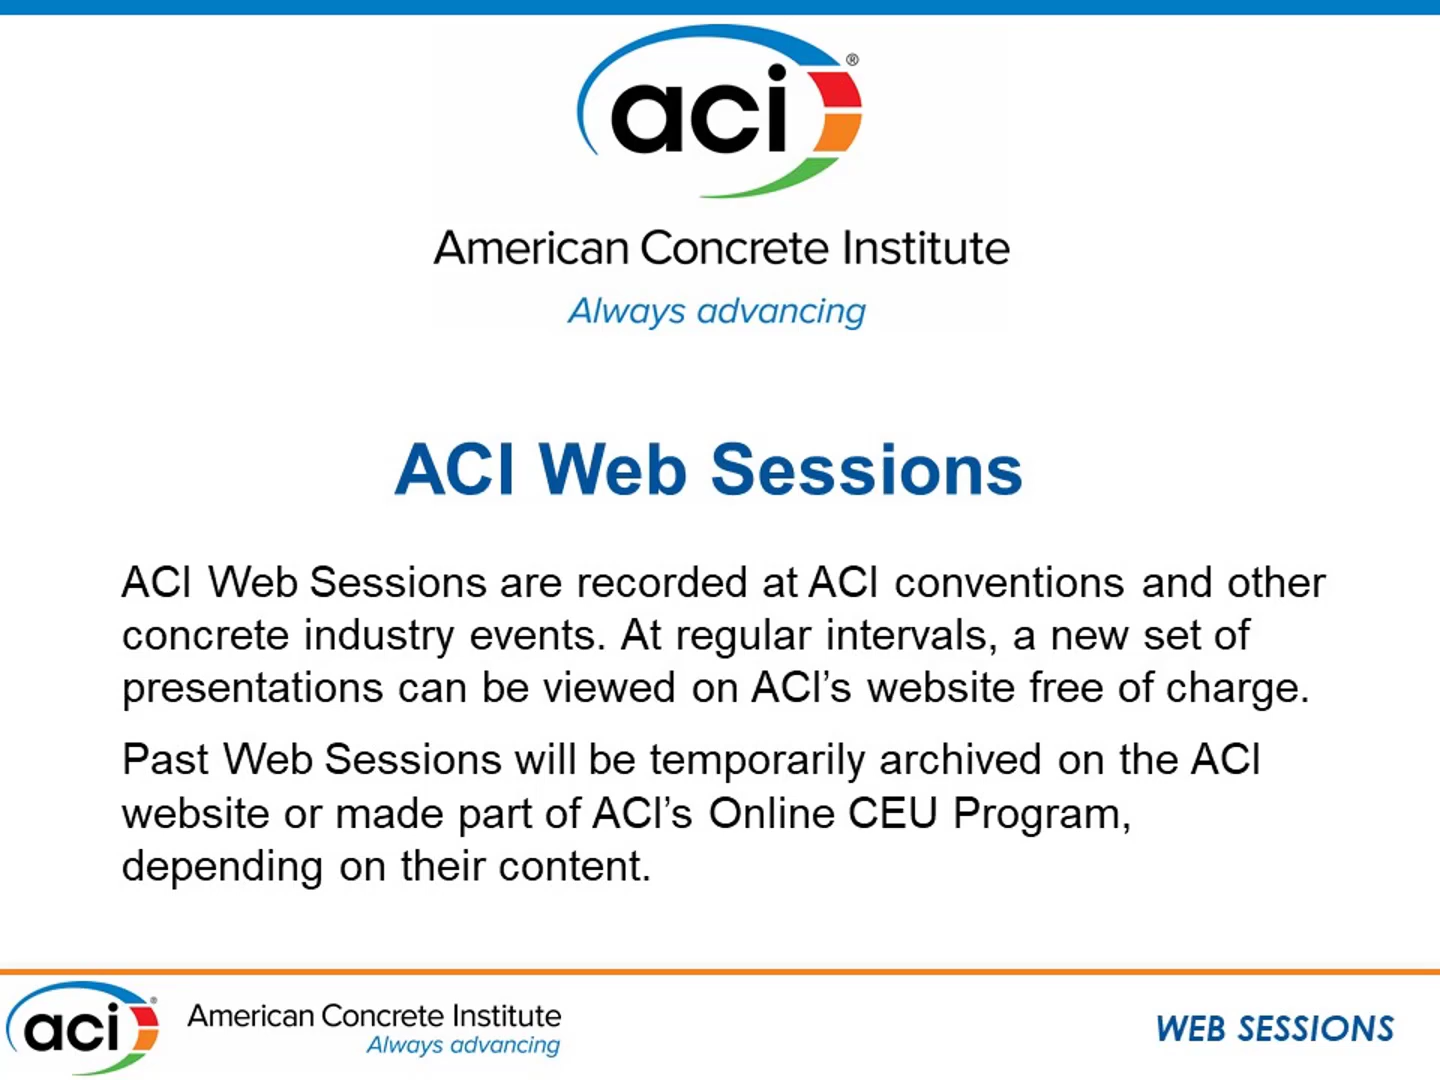 aci®
American Concrete Institute
Always advancing
ACI Web Sessions
ACI Web Sessions are recorded at ACI conventions and other
concrete industry events. At regular intervals, a new set of
presentations can be viewed on ACI’s website free of charge.
Past Web Sessions will be temporarily archived on the ACI
website or made part of ACI’s Online CEU Program,
depending on their content.
aci®
American Concrete Institute
Always advancing
WEB SESSIONS